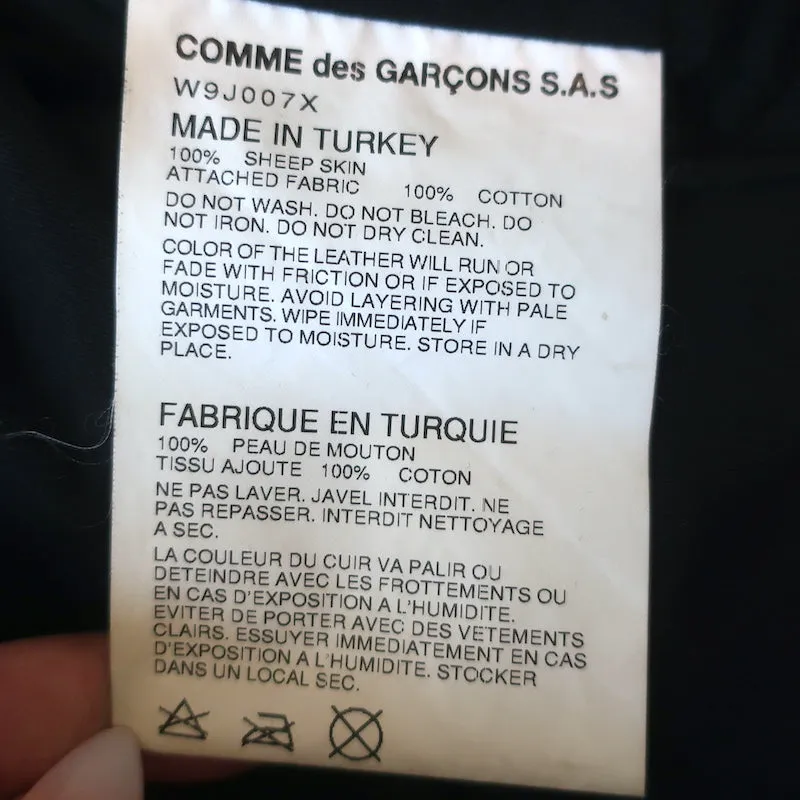 COMME des GARÇONS S.A.S
W9J007X
MADE IN TURKEY
100% SHEEP SKIN
ATTACHED FABRIC 100% COTTON
DO NOT WASH. DO NOT BLEACH. DO
NOT IRON. DO NOT DRY CLEAN.
COLOR OF THE LEATHER WILL RUN OR
FADE WITH FRICTION OR IF EXPOSED TO
MOISTURE. AVOID LAYERING WITH PALE
GARMENTS. WIPE IMMEDIATELY IF
EXPOSED TO MOISTURE. STORE IN A DRY
PLACE.
FABRIQUE EN TURQUIE
100% PEAU DE MOUTON
TISSU AJOUTE 100% COTON
NE PAS LAVER. JAVEL INTERDIT. NE
PAS REPASSER. INTERDIT NETTOYAGE
A SEC.
LA COULEUR DU CUIR VA PALIR OU
DETEINDRE AVEC LES FROTTEMENTS OU
EN CAS D'EXPOSITION A L'HUMIDITE.
EVITER DE PORTER AVEC DES VETEMENTS
CLAIRS. ESSUYER IMMEDIATEMENT EN CAS
D'EXPOSITION A L'HUMIDITE. STOCKER
DANS UN LOCAL SEC.